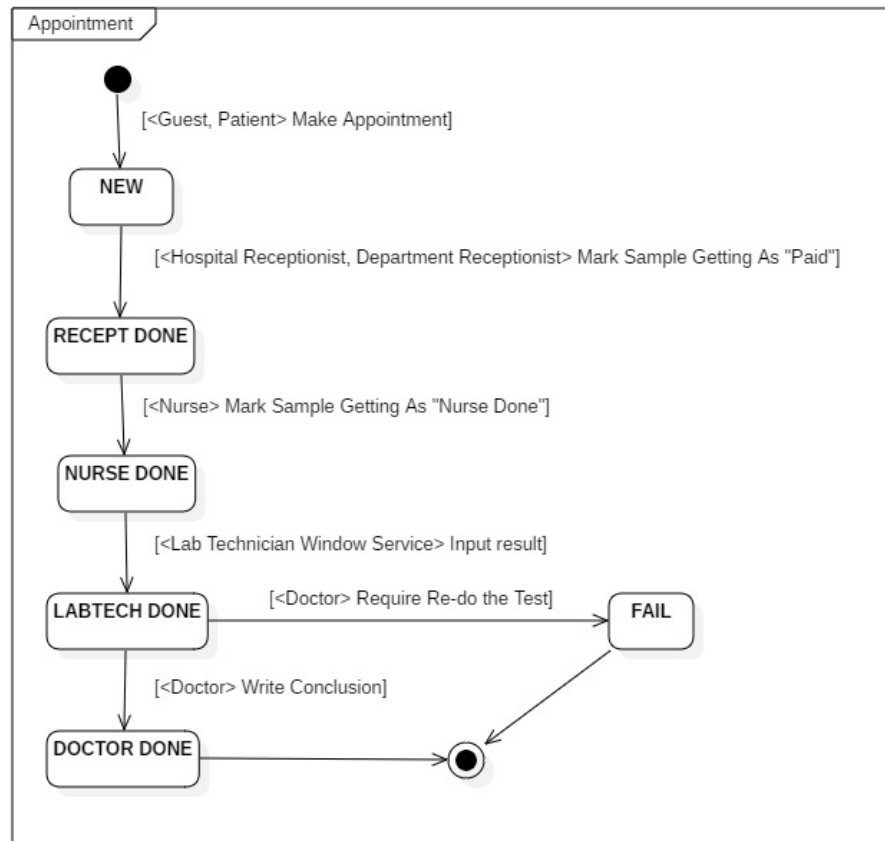 Appointment
[<Guest, Patient> Make Appointment]
NEW
[<Hospital Receptionist, Department Receptionist> Mark Sample Getting As "Paid"]
RECEPT DONE
[<Nurse> Mark Sample Getting As "Nurse Done"]
NURSE DONE
[<Lab Technician Window Service> Input result]
[<Doctor> Require Re-do the Test]
LABTECH DONE
FAIL
[<Doctor> Write Conclusion]
DOCTOR DONE